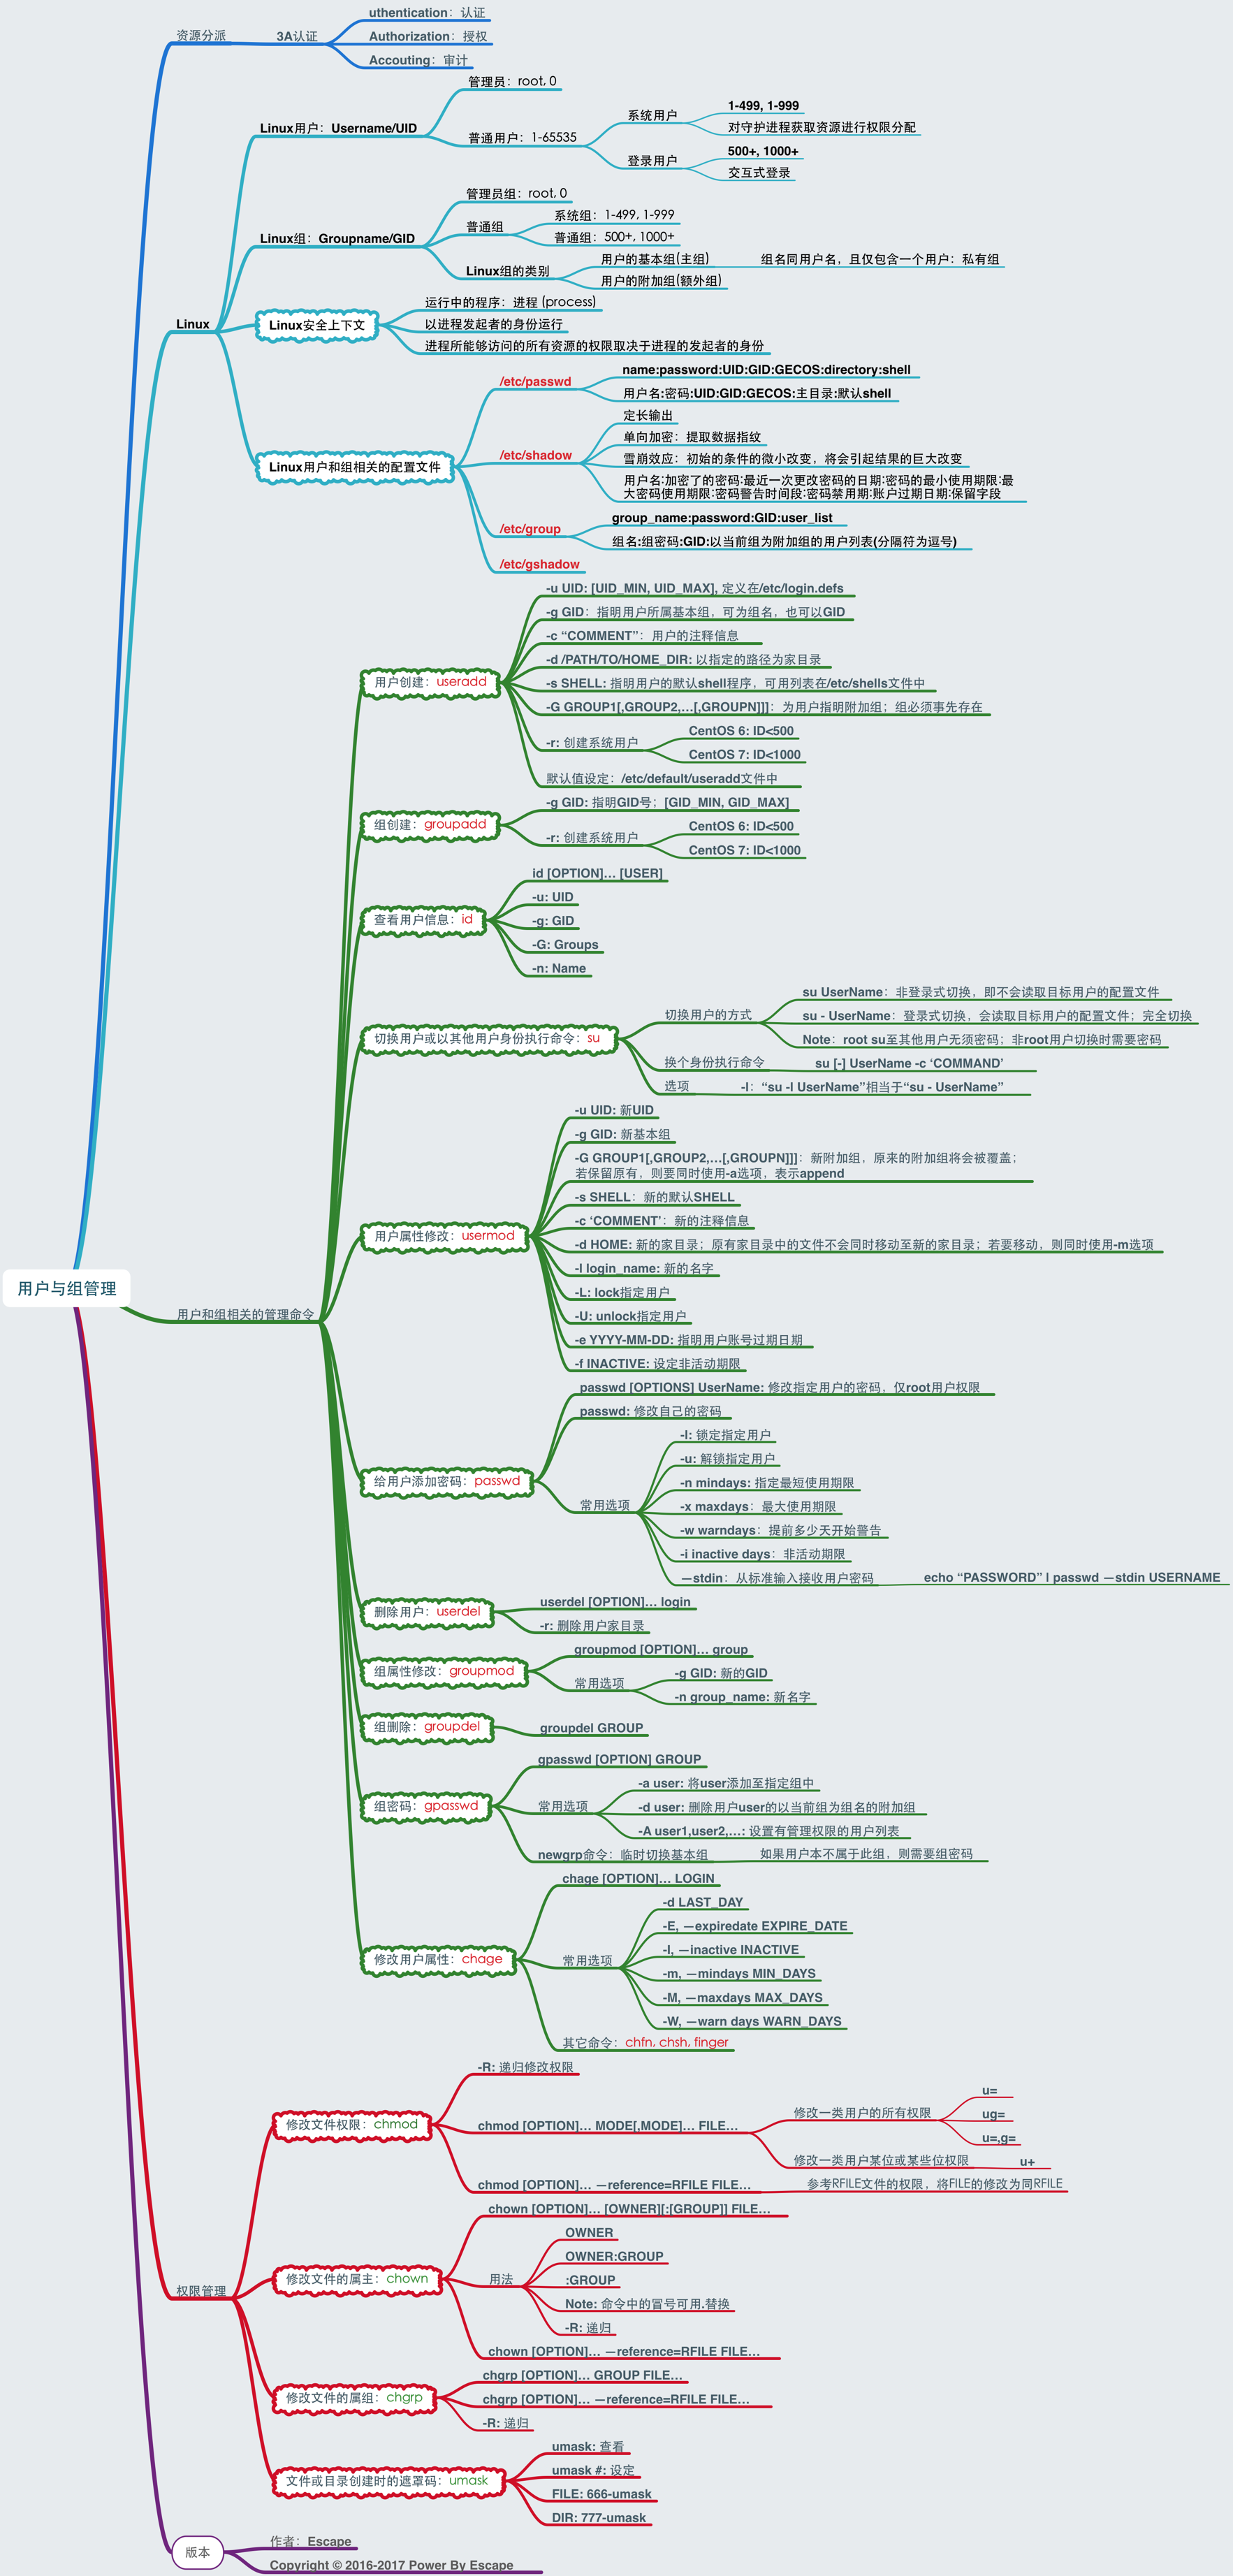 用户与组管理
资源分派
3A认证
uthentication：认证
Authorization：授权
Accouting：审计
Linux
Linux用户：Username/UID
管理员：root, 0
普通用户：1-65535
系统用户
1-499, 1-999
对守护进程获取资源进行权限分配
登录用户
500+, 1000+
交互式登录
Linux组：Groupname/GID
管理员组：root, 0
普通组
系统组：1-499, 1-999
普通组：500+, 1000+
Linux组的类别
用户的基本组(主组)
组名同用户名，且仅包含一个用户：私有组
用户的附加组(额外组)
Linux安全上下文
运行中的程序：进程 (process)
以进程发起者的身份运行
进程所能够访问的所有资源的权限取决于进程的发起者的身份
Linux用户和组相关的配置文件
/etc/passwd
name:password:UID:GID:GECOS:directory:shell
用户名:密码:UID:GID:GECOS:主目录:默认shell
/etc/shadow
定长输出
单向加密：提取数据指纹
雪崩效应：初始的条件的微小改变，将会引起结果的巨大改变
用户名:加密了的密码:最近一次更改密码的日期:密码的最小使用期限:最
大密码使用期限:密码警告时间段:密码禁用期:账户过期日期:保留字段
/etc/group
group_name:password:GID:user_list
组名:组密码:GID:以当前组为附加组的用户列表(分隔符为逗号)
/etc/gshadow
用户和组相关的管理命令
用户创建：useradd
-u UID: [UID_MIN, UID_MAX], 定义在/etc/login.defs
-g GID：指明用户所属基本组，可为组名，也可以GID
-c “COMMENT”：用户的注释信息
-d /PATH/TO/HOME_DIR: 以指定的路径为家目录
-s SHELL: 指明用户的默认shell程序，可用列表在/etc/shells文件中
-G GROUP1[,GROUP2,...[,GROUPN]]]：为用户指明附加组；组必须事先存在
-r: 创建系统用户
CentOS 6: ID<500
CentOS 7: ID<1000
默认值设定：/etc/default/useradd文件中
组创建：groupadd
-g GID: 指明GID号；[GID_MIN, GID_MAX]
-r: 创建系统用户
CentOS 6: ID<500
CentOS 7: ID<1000
查看用户信息：id
id [OPTION]... [USER]
-u: UID
-g: GID
-G: Groups
-n: Name
切换用户或以其他用户身份执行命令：su
切换用户的方式
su UserName：非登录式切换，即不会读取目标用户的配置文件
su - UserName：登录式切换，会读取目标用户的配置文件；完全切换
Note：root su至其他用户无须密码；非root用户切换时需要密码
换个身份执行命令
su [-] UserName -c ‘COMMAND’
选项
-l：“su -l UserName”相当于“su - UserName”
用户属性修改：usermod
-u UID: 新UID
-g GID: 新基本组
-G GROUP1[,GROUP2,...[,GROUPN]]]：新附加组，原来的附加组将会被覆盖；
若保留原有，则要同时使用-a选项，表示append
-s SHELL：新的默认SHELL
-c ‘COMMENT’：新的注释信息
-d HOME: 新的家目录；原有家目录中的文件不会同时移动至新的家目录；若要移动，则同时使用-m选项
-l login_name: 新的名字
-L: lock指定用户
-U: unlock指定用户
-e YYYY-MM-DD: 指明用户账号过期日期
-f INACTIVE: 设定非活动期限
给用户添加密码：passwd
passwd [OPTIONS] UserName: 修改指定用户的密码，仅root用户权限
passwd: 修改自己的密码
常用选项
-l: 锁定指定用户
-u: 解锁指定用户
-n mindays: 指定最短使用期限
-x maxdays：最大使用期限
-w warndays：提前多少天开始警告
-i inactive days：非活动期限
—stdin：从标准输入接收用户密码
echo “PASSWORD” | passwd —stdin USERNAME
删除用户：userdel
userdel [OPTION]... login
-r: 删除用户家目录
组属性修改：groupmod
groupmod [OPTION]... group
常用选项
-g GID: 新的GID
-n group_name: 新名字
组删除：groupdel
groupdel GROUP
组密码：gpasswd
gpasswd [OPTION] GROUP
常用选项
-a user: 将user添加至指定组中
-d user: 删除用户user的以当前组为组名的附加组
-A user1,user2,...: 设置有管理权限的用户列表
newgrp命令：临时切换基本组
如果用户本不属于此组，则需要组密码
修改用户属性：chage
chage [OPTION]... LOGIN
常用选项
-d LAST_DAY
-E, —expiredate EXPIRE_DATE
-I, —inactive INACTIVE
-m, —mindays MIN_DAYS
-M, —maxdays MAX_DAYS
-W, —warn days WARN_DAYS
其它命令：chfn, chsh, finger
权限管理
修改文件权限：chmod
-R: 递归修改权限
chmod [OPTION]... MODE[,MODE]... FILE...
修改一类用户的所有权限
u=
ug=
u=,g=
修改一类用户某位或某些位权限
u+
chmod [OPTION]... —reference=RFILE FILE...
参考RFILE文件的权限，将FILE的修改为同RFILE
修改文件的属主：chown
chown [OPTION]... [OWNER][:[GROUP]] FILE...
用法
OWNER
OWNER:GROUP
:GROUP
Note: 命令中的冒号可用.替换
-R: 递归
chown [OPTION]... —reference=RFILE FILE...
修改文件的属组：chgrp
chgrp [OPTION]... GROUP FILE...
chgrp [OPTION]... —reference=RFILE FILE...
-R: 递归
文件或目录创建时的遮罩码：umask
umask: 查看
umask #: 设定
FILE: 666-umask
DIR: 777-umask
版本
作者：Escape
Copyright © 2016-2017 Power By Escape